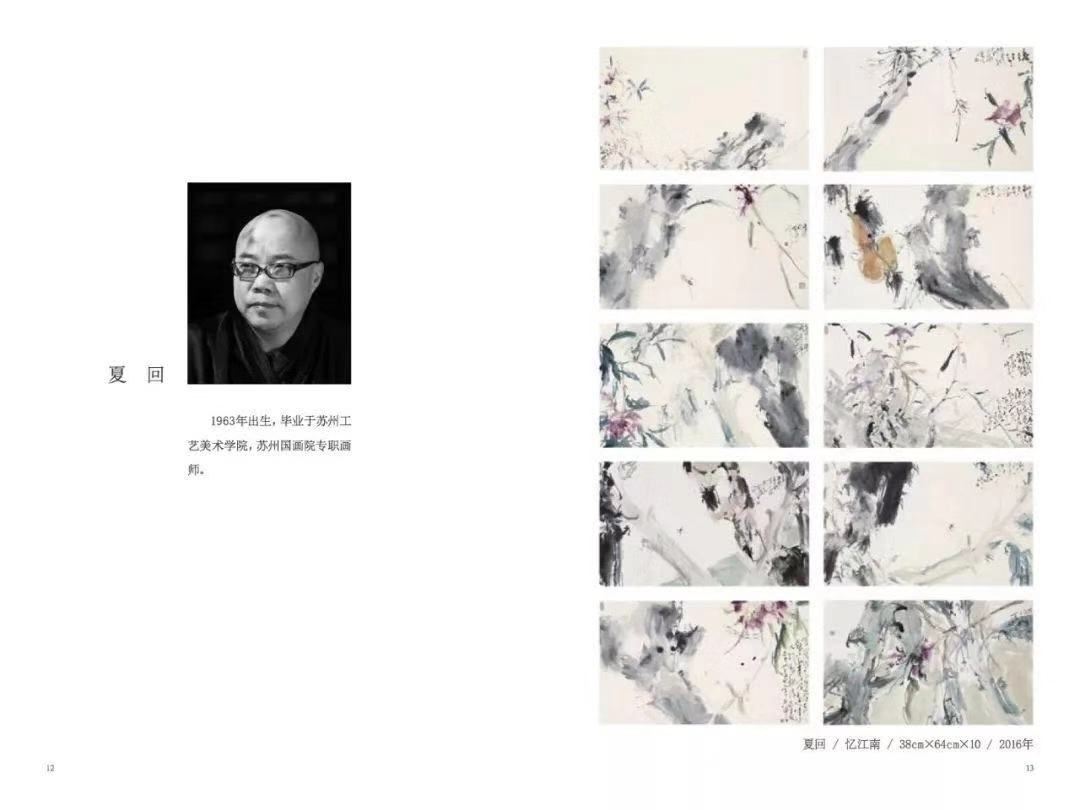 夏 回
1963年出生，毕业于苏州工
艺美术学院，苏州国画院专职画
师。
夏回 / 忆江南 / 38cm×64cm×10 / 2016年
12
13